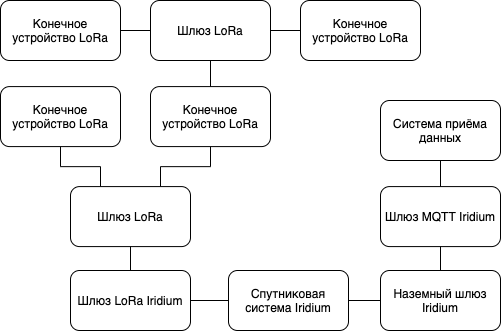 Конечное
устройство LoRa
Шлюз LoRa
Конечное
устройство LoRa
Конечное
устройство LoRa
Конечное
устройство LoRa
Система приёма
данных
Шлюз LoRa
Шлюз MQTT Iridium
Шлюз LoRa Iridium
Спутниковая
система Iridium
Наземный шлюз
Iridium